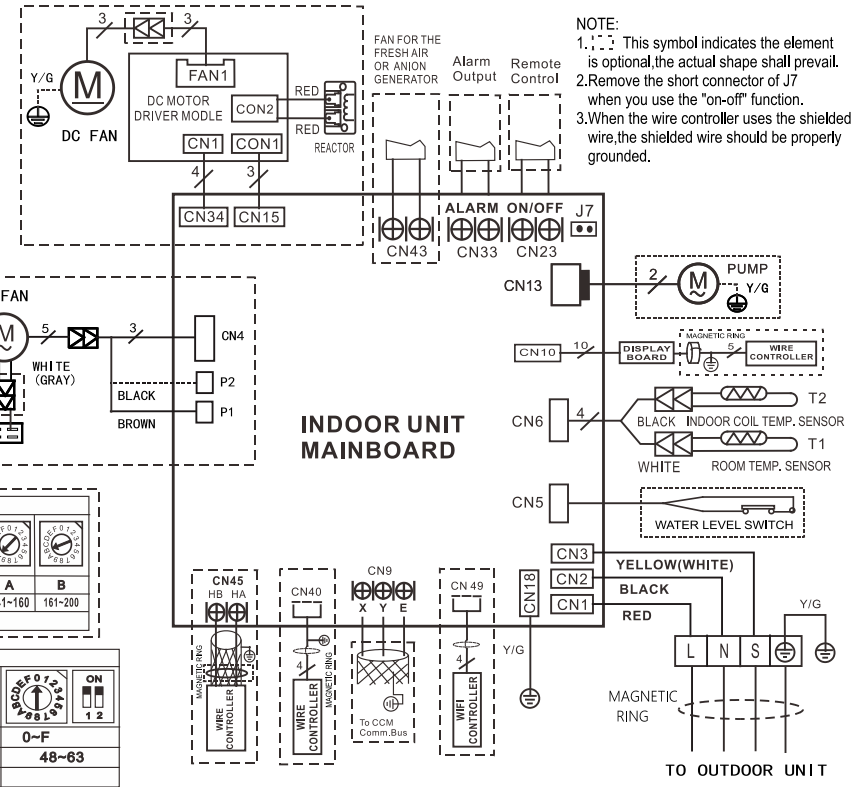 NOTE:
1. This symbol indicates the element
is optional,the actual shape shall prevail.
2.Remove the short connector of J7
when you use the "on-off" function.
3.When the wire controller uses the shielded
wire,the shielded wire should be properly
grounded.
3
3
Y/G
M
DC FAN
FAN1
DC MOTOR
DRIVER MODLE
CON2
RED
RED
REACTOR
CN1
CON1
4
3
CN34
CN15
FAN FOR THE
FRESH AIR
OR ANION
GENERATOR
Alarm
Output
Remote
Control
ALARM
ON/OFF
J7
CN43
CN33
CN23
CN13
2
M
PUMP
Y/G
CN10
10
DISPLAY
BOARD
MAGNETIC RING
5
WIRE
CONTROLLER
CN6
4
T2
BLACK
INDOOR COIL TEMP. SENSOR
T1
WHITE
ROOM TEMP. SENSOR
CN5
WATER LEVEL SWITCH
FAN
M
5
3
WHITE
(GRAY)
CN4
P2
BLACK
P1
BROWN
INDOOR UNIT
MAINBOARD
CN3
YELLOW(WHITE)
CN2
BLACK
CN1
RED
CN18
Y/G
Y/G
L N S
MAGNETIC
RING
TO OUTDOOR UNIT
CN45
HB HA
MAGNETIC RING
WIRE
CONTROLLER
CN40
4
MAGNETIC RING
WIRE
CONTROLLER
CN9
X Y E
To CCM
Comm.Bus
CN 49
4
WIFI
CONTROLLER
A
B
1~160
161~200
ON
1 2
0~F
48~63